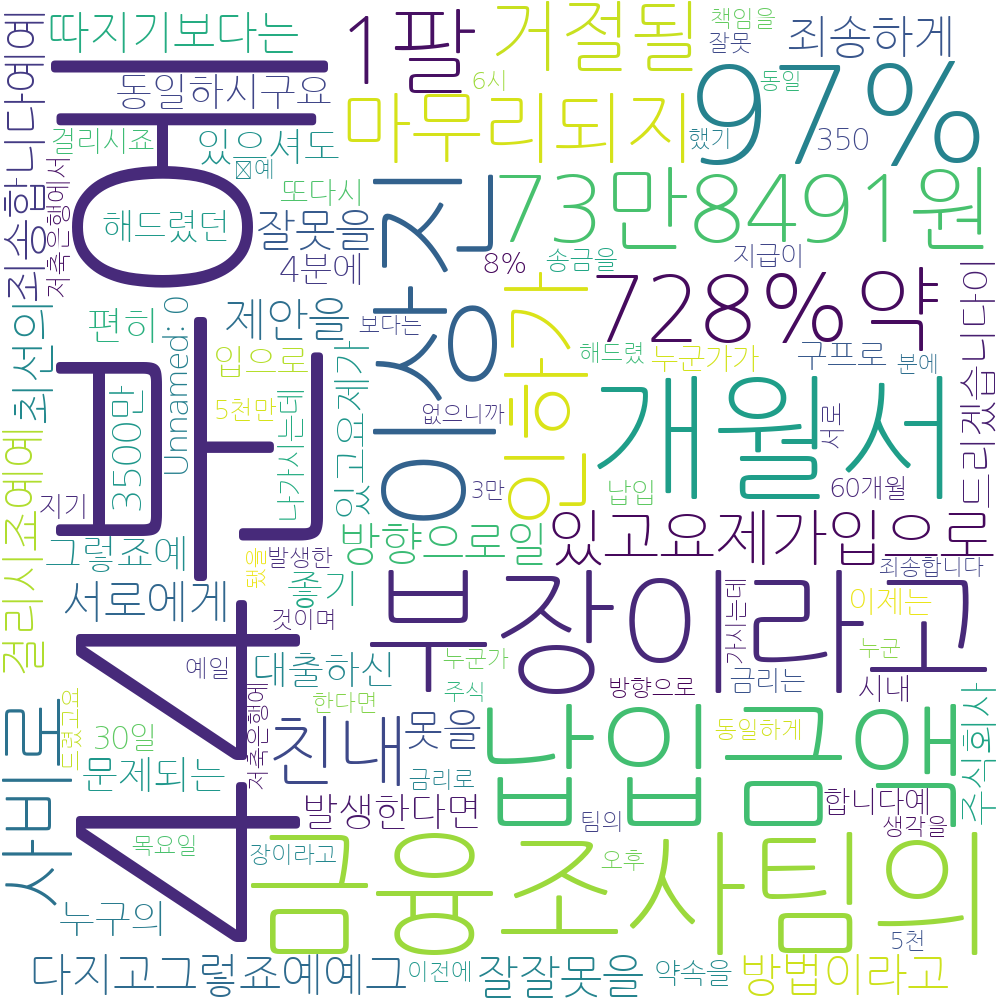 따지기보다는
1팔
거절될
책임을
잘못
죄송하게
97%
동일하시구요
6시
동일
마무리되지
걸리시죠
있으셔도
했기
350
죄송합니다예예
저축은행에서
또다시
이상진
73만8491원
해드렸던
잘못을
4분에
8%
송금을
지급이
44분예
인하가
728%약
편히
제안을
보다는
최선의
Unnamed: 0
입으로
해드렸
누군가가
구프로
분에
드리겠습니다이
3500만
5천만
나가시는데
있고요제가
없으니까
개월서
서로
걸리시조예예
지기
3만
납입
60개월
그렇죠예
됐을
발생한
방향으로일
있고요제가입으로
좋기
죄송합니다
서로에게
부장이라고
것이며
가시는데
이제는
예일
대출하신
누군가
누군
주식
방향으로
금리는
시내
사비로
드렸고요
저축은행에
한다면
30일
친내
못을
납입금액
동일하게
주식회사
문제되는
금리로
발생한다면
팀의
합니다예
생각을
목요일
장이라고
금융조사팀의
오후
누구의
5천
다지고그렇죠예예그
이전에
잘잘못을
약속을
방법이라고